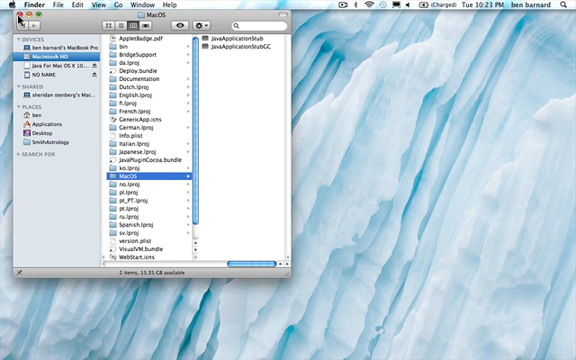 Finder File Edit View Go Window Help (Charged) Tue 10:23 PM ben barnard
MacOS
DEVICES
ben barnard's MacBook Pro
Macintosh HD
Java For Mac OS X 10....
NO NAME
SHARED
sheridan stenberg's Mac...
PLACES
ben
Applications
Desktop
SmithAstrology
SEARCH FOR
AppletBadge.pdf
bin
BridgeSupport
da.lproj
Deploy.bundle
Documentation
Dutch.lproj
English.lproj
fi.lproj
French.lproj
GenericApp.icns
German.lproj
Info.plist
Italian.lproj
Japanese.lproj
JavaPluginCocoa.bundle
ko.lproj
MacOS
no.lproj
pl.lproj
pt_PT.lproj
pt.lproj
ru.lproj
Spanish.lproj
sv.lproj
version.plist
VisualVM.bundle
WebStart.icns
JavaApplicationStub
JavaApplicationStubGC
2 items, 13.35 GB available